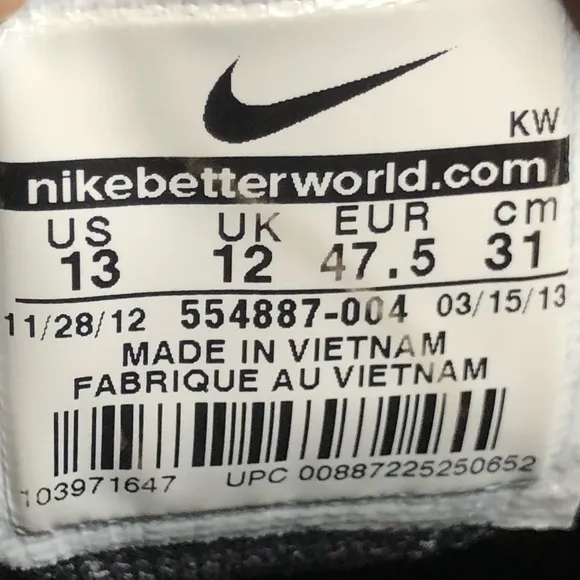 KW
nikebetterworld.com
US UK EUR cm
13 12 47.5 31
11/28/12 554887-004 03/15/13
MADE IN VIETNAM
FABRIQUE AU VIETNAM
103971647 UPC 00887225250652